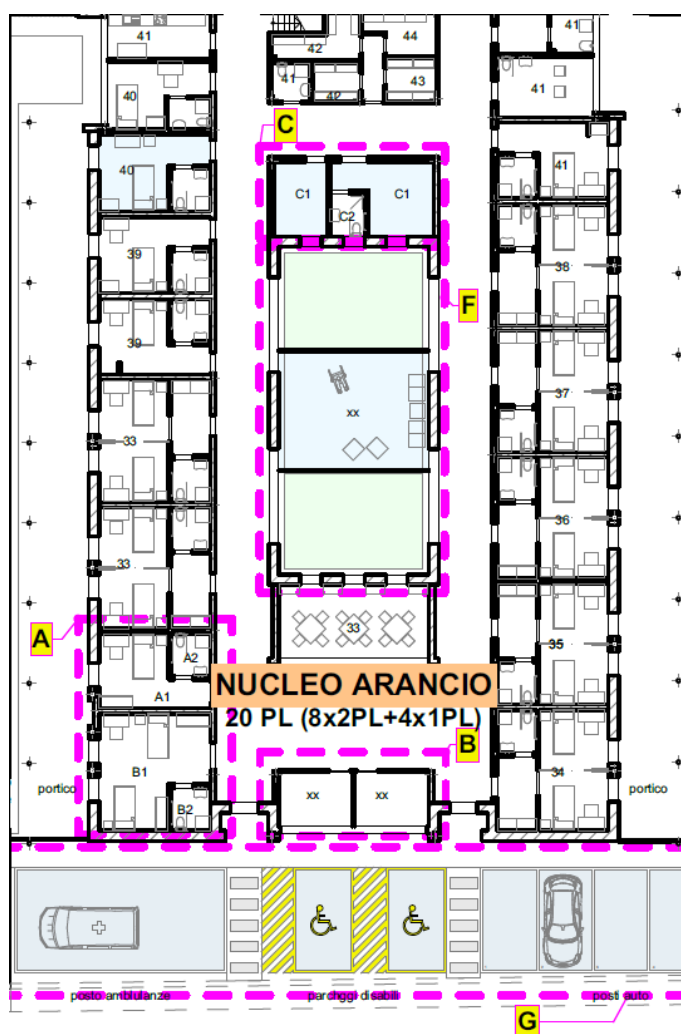 41
42
44
41
41
42
43
41
40
C
40
41
C1
C1
C2
39
38
F
39
37
xx
33
36
33
A
33
35
A2
NUCLEO ARANCIO
A1
20 PL (8x2PL+4x1PL)
B
B1
34
portico
xx
xx
portico
B2
posto ambulanze
parcheggi disabili
posti auto
G